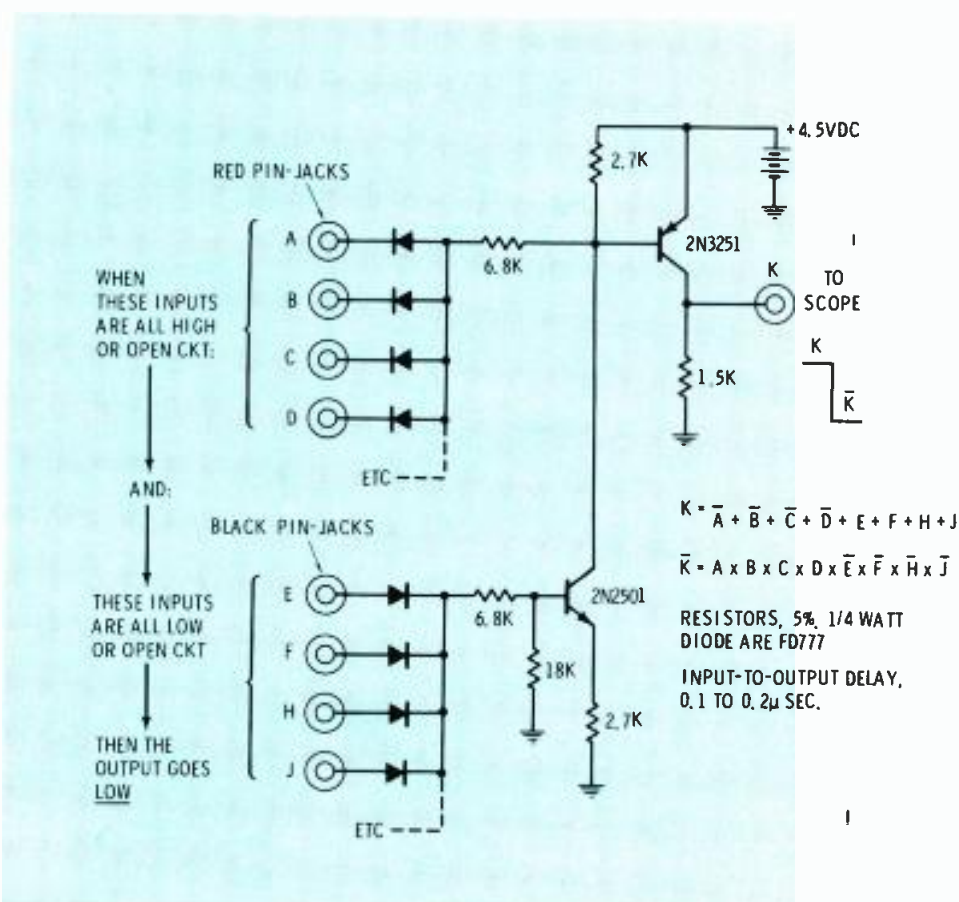 +4.5VDC
2.7K
RED PIN-JACKS
A
6.8K
2N3251
WHEN
THESE INPUTS
ARE ALL HIGH
OR OPEN CKT:
B
C
D
ETC
K
TO
SCOPE
K
K̅
1.5K
AND:
BLACK PIN-JACKS
K = A̅ + B̅ + C̅ + D̅ + E + F + H + J
K̅ = A x B x C x D x E̅ x F̅ x H̅ x J̅
THESE INPUTS
ARE ALL LOW
OR OPEN CKT
E
6.8K
2N2501
F
18K
H
2.7K
J
ETC
RESISTORS, 5%, 1/4 WATT
DIODE ARE FD777
INPUT-TO-OUTPUT DELAY,
0.1 TO 0.2μ SEC.
THEN THE
OUTPUT GOES
LOW